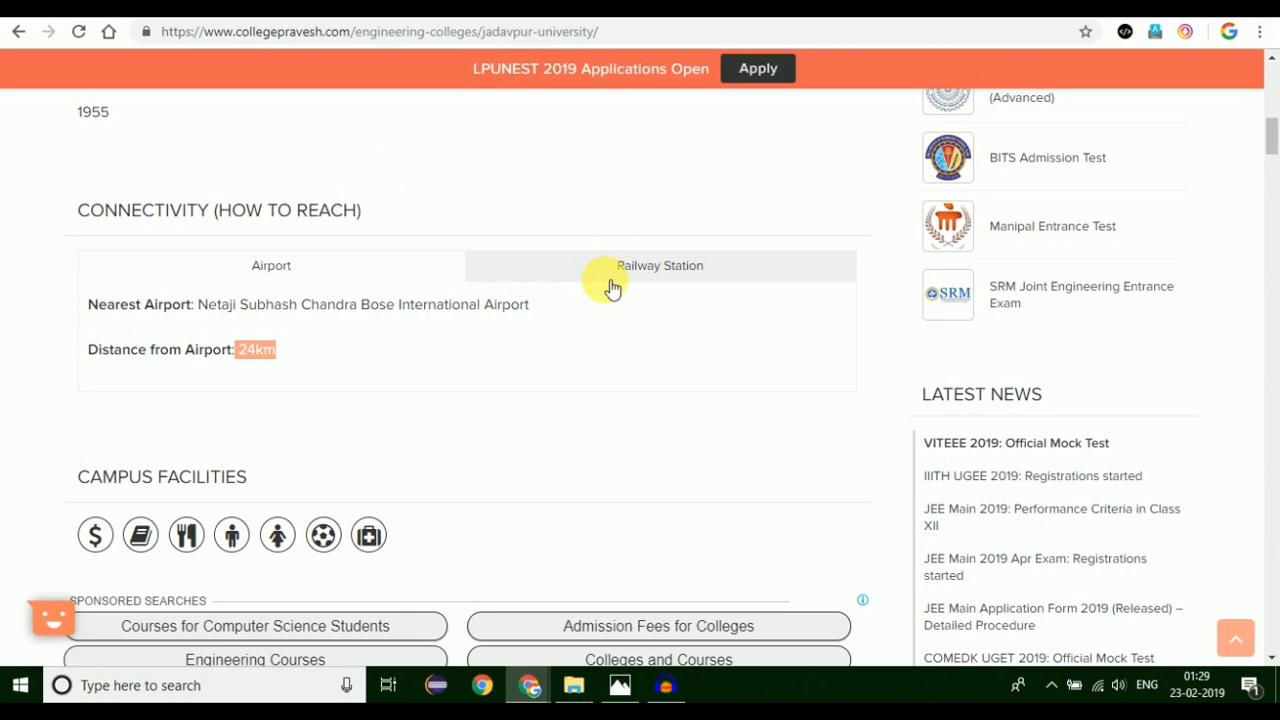 https://www.collegepravesh.com/engineering-colleges/jadavpur-university/
LPUNEST 2019 Applications Open
Apply
1955
CONNECTIVITY (HOW TO REACH)
Airport
Railway Station
Nearest Airport: Netaji Subhash Chandra Bose International Airport
Distance from Airport: 24km
CAMPUS FACILITIES
SPONSORED SEARCHES
Courses for Computer Science Students
Admission Fees for Colleges
Engineering Courses
Colleges and Courses
(Advanced)
BITS Admission Test
Manipal Entrance Test
SRM
SRM Joint Engineering Entrance
Exam
LATEST NEWS
VITEEE 2019: Official Mock Test
IIITH UGEE 2019: Registrations started
JEE Main 2019: Performance Criteria in Class
XII
JEE Main 2019 Apr Exam: Registrations
started
JEE Main Application Form 2019 (Released) –
Detailed Procedure
COMEDK UGET 2019: Official Mock Test
Type here to search
ENG
01:29
23-02-2019
1